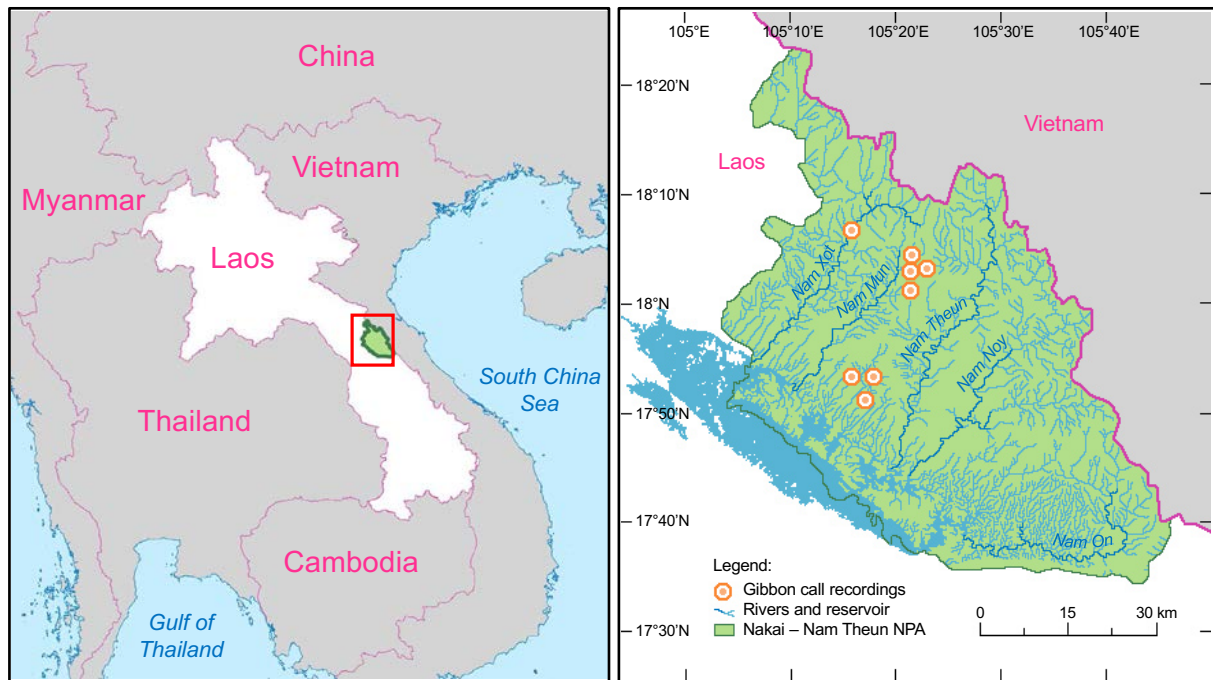 China
Vietnam
Myanmar
Laos
South China
Sea
Thailand
Cambodia
Gulf of
Thailand
105°E
105°10'E
105°20'E
105°30'E
105°40'E
18°20'N
18°10'N
18°N
17°50'N
17°40'N
17°30'N
Vietnam
Laos
Nam Xot
Nam Mun
Nam Theun
Nam Noy
Nam On
Legend:
Gibbon call recordings
Rivers and reservoir
Nakai – Nam Theun NPA
0 15 30 km